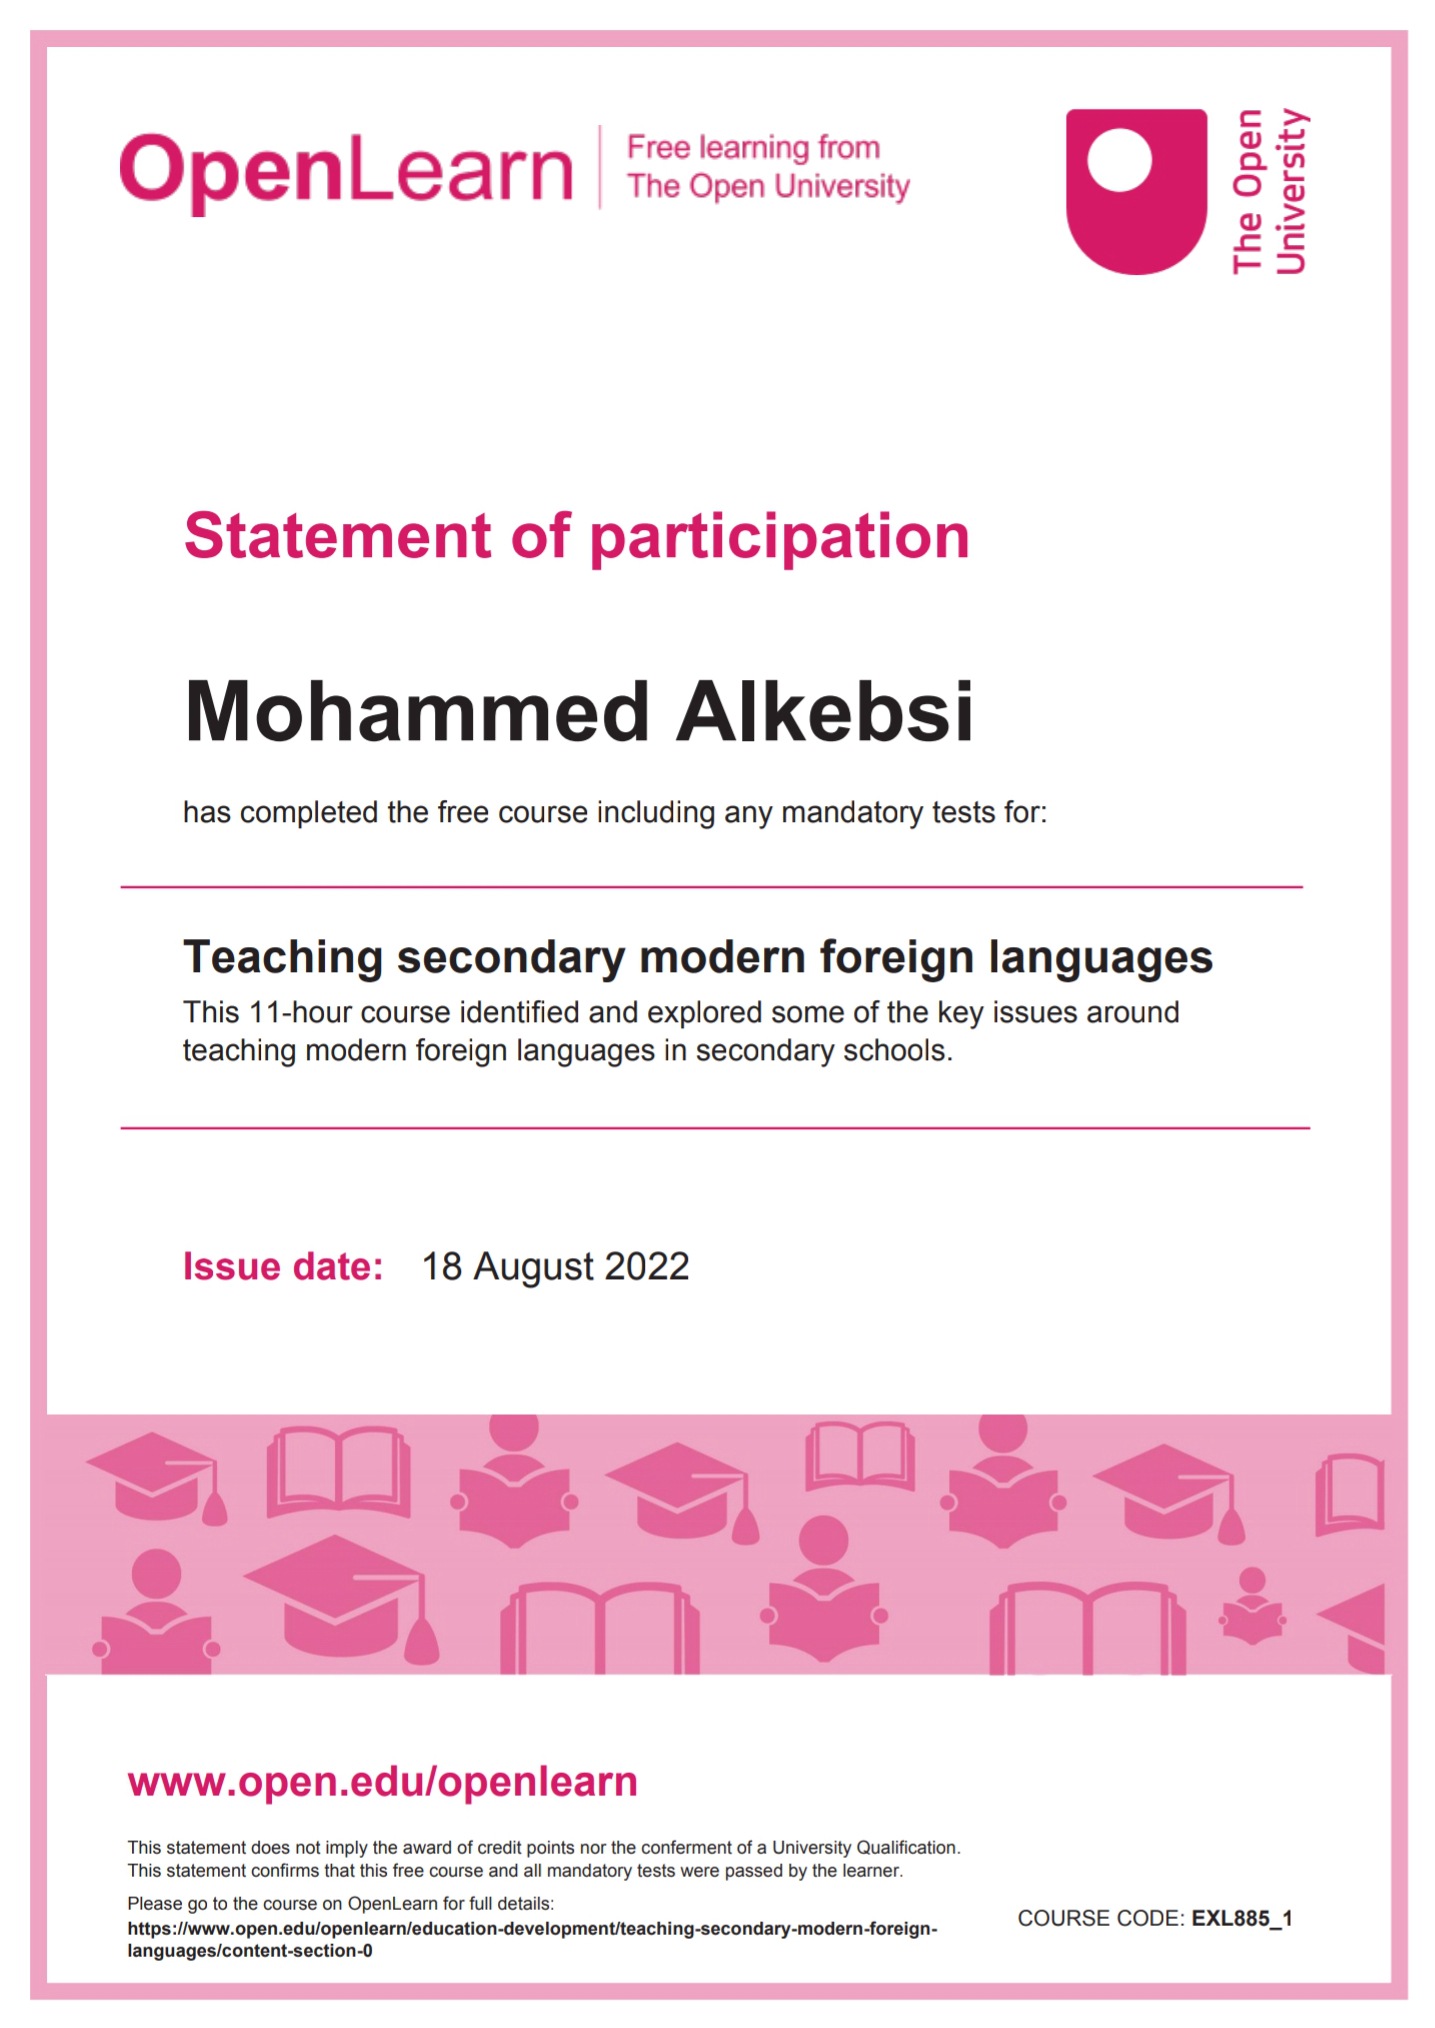 OpenLearn
Free learning from
The Open University
The Open
University
Statement of participation
Mohammed Alkebsi
has completed the free course including any mandatory tests for:
Teaching secondary modern foreign languages
This 11-hour course identified and explored some of the key issues around
teaching modern foreign languages in secondary schools.
Issue date: 18 August 2022
www.open.edu/openlearn
This statement does not imply the award of credit points nor the conferment of a University Qualification.
This statement confirms that this free course and all mandatory tests were passed by the learner.
Please go to the course on OpenLearn for full details:
https://www.open.edu/openlearn/education-development/teaching-secondary-modern-foreign-
languages/content-section-0
COURSE CODE: EXL885_1